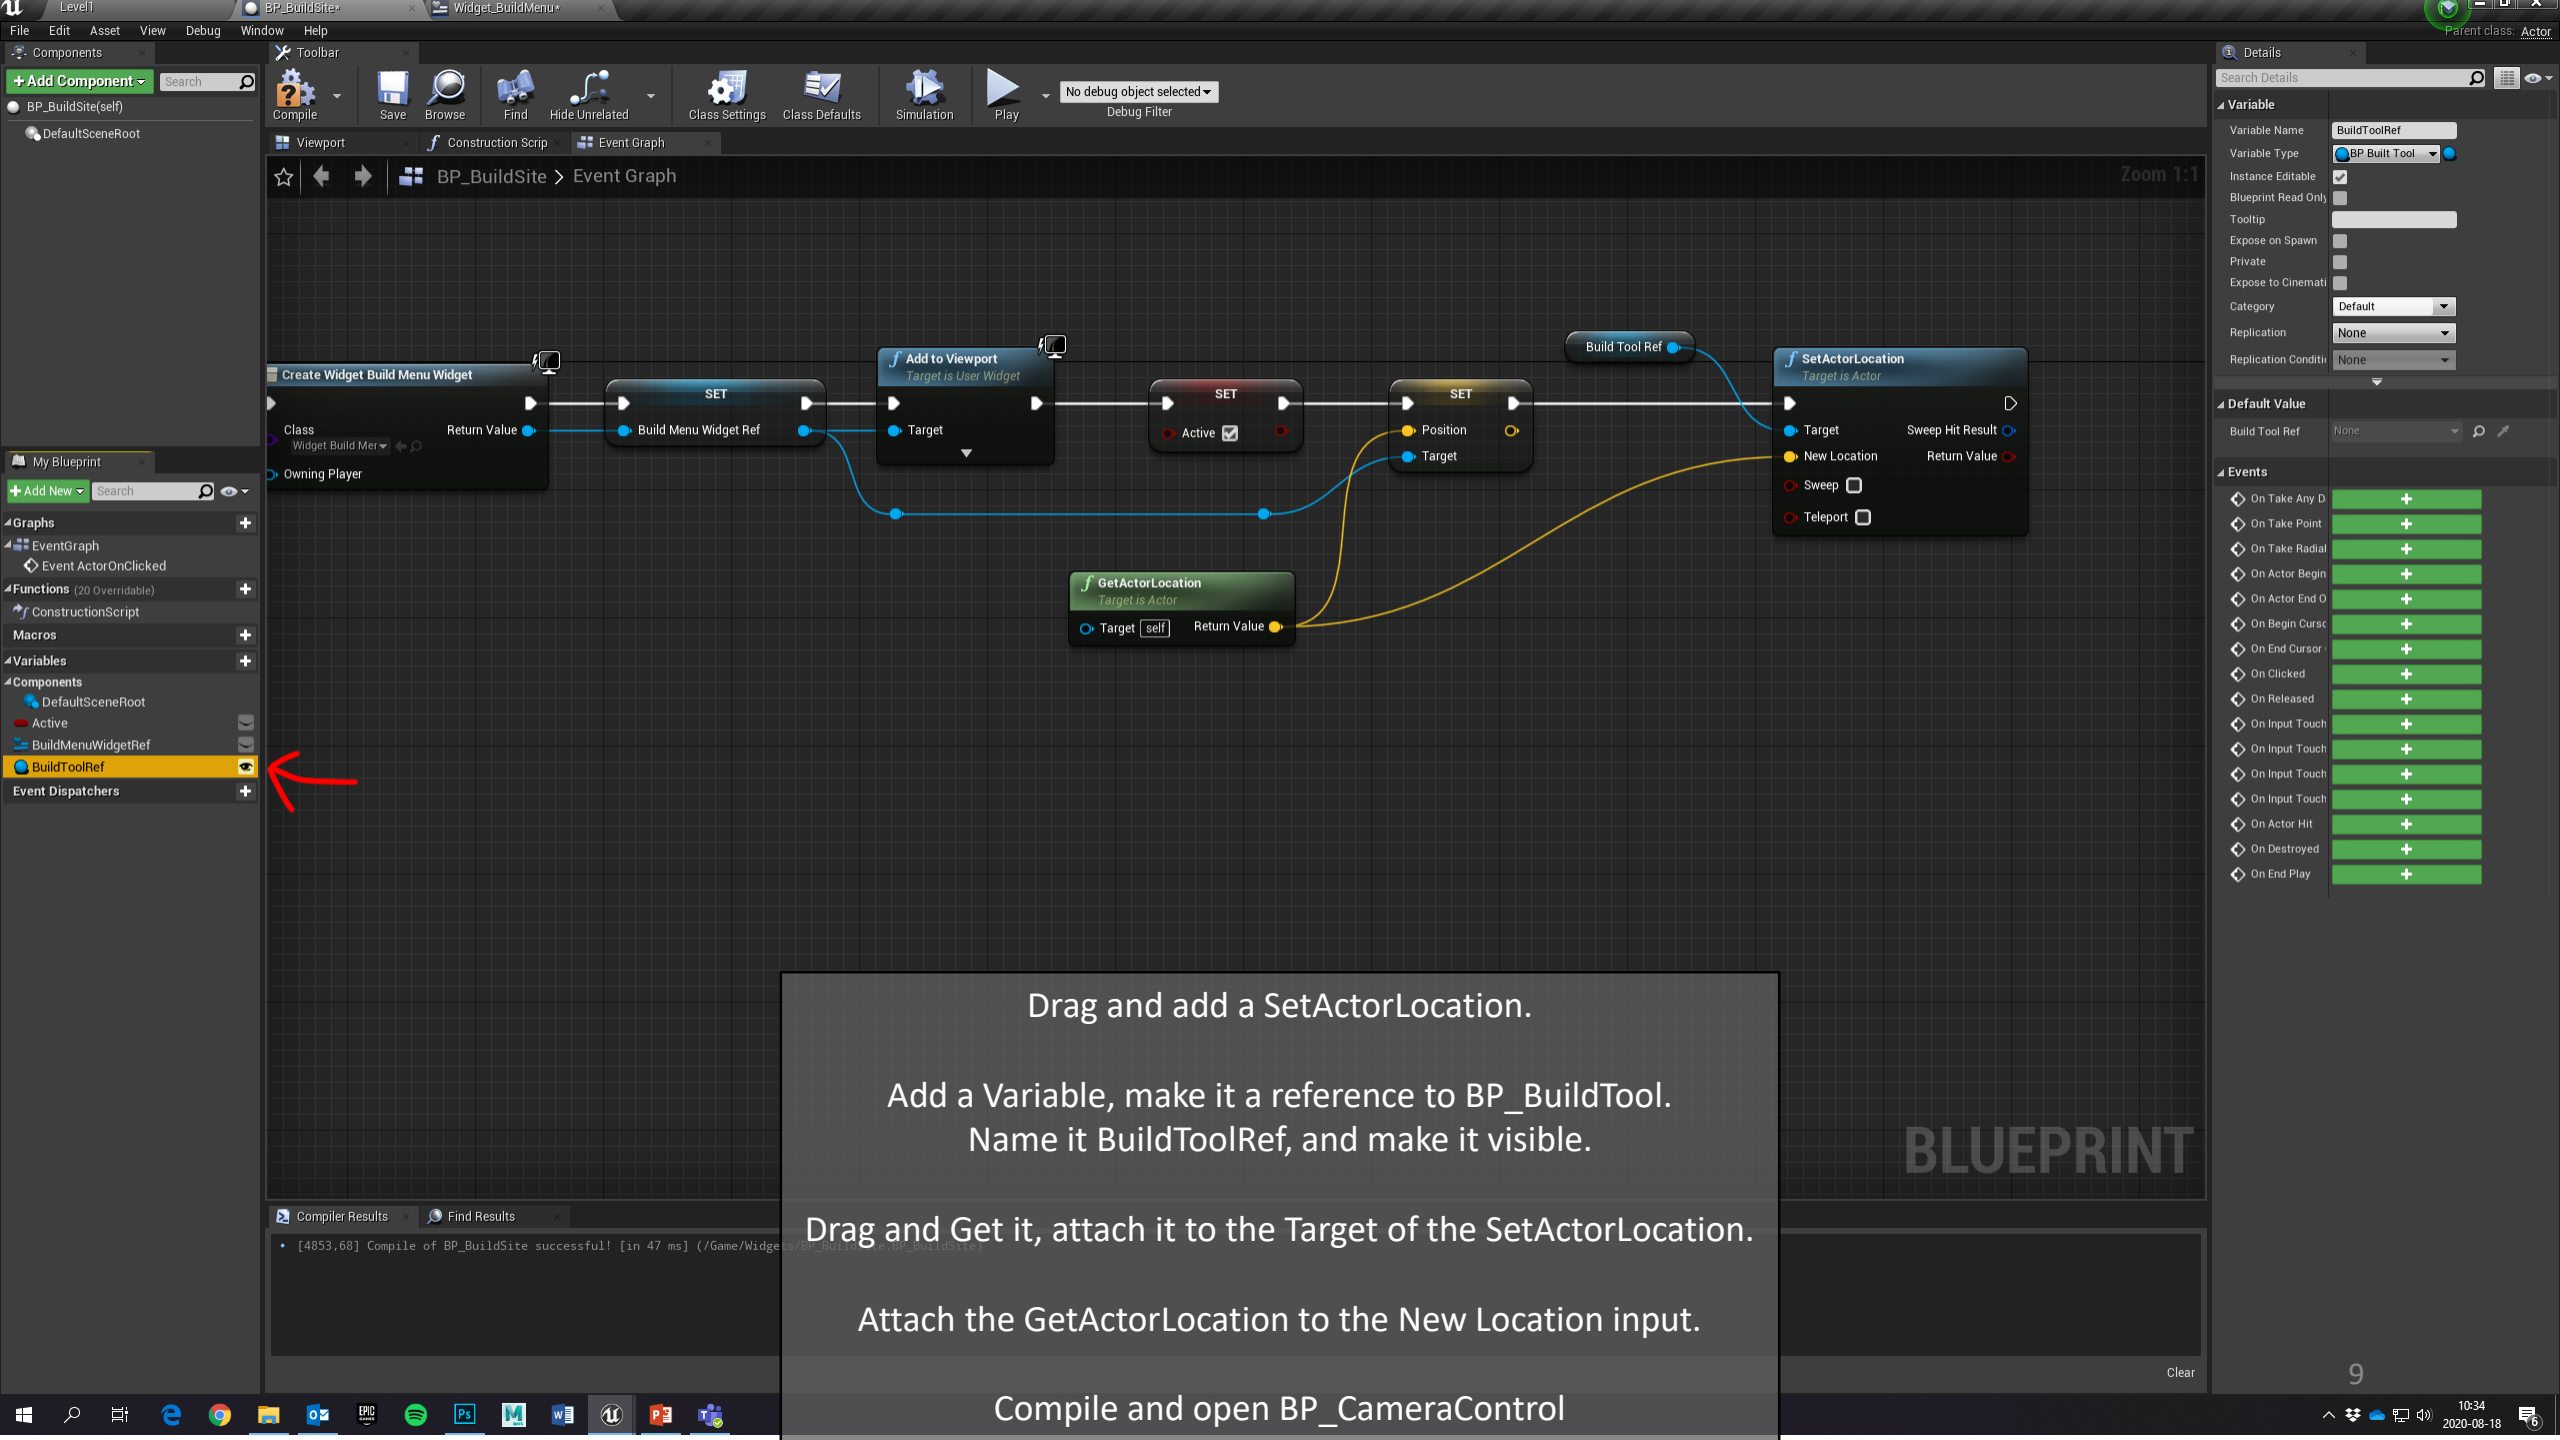 Level1
BP_BuildSite*
Widget_BuildMenu*
File Edit Asset View Debug Window Help
Parent class: Actor
Components
Toolbar
Details
+Add Component
Search
BP_BuildSite(self)
DefaultSceneRoot
Compile Save Browse Find Hide Unrelated Class Settings Class Defaults Simulation Play
No debug object selected
Debug Filter
Search Details
Viewport
Construction Scrip
Event Graph
BP_BuildSite > Event Graph
Zoom 1:1
Variable
Variable Name BuildToolRef
Variable Type BP Built Tool
Instance Editable
Blueprint Read Only
Tooltip
Expose on Spawn
Private
Expose to Cinemati
Category Default
Replication None
Replication Conditi None
Default Value
Build Tool Ref None
Events
On Take Any D
On Take Point
On Take Radial
On Actor Begin
On Actor End O
On Begin Curso
On End Cursor
On Clicked
On Released
On Input Touch
On Input Touch
On Input Touch
On Input Touch
On Actor Hit
On Destroyed
On End Play
Create Widget Build Menu Widget
Class
Widget Build Mer
Return Value
Owning Player
SET
Build Menu Widget Ref
Add to Viewport
Target is User Widget
Target
SET
Active
SET
Position
Target
Build Tool Ref
SetActorLocation
Target is Actor
Target
Sweep Hit Result
New Location
Return Value
Sweep
Teleport
GetActorLocation
Target is Actor
Target self
Return Value
My Blueprint
+Add New
Search
Graphs
EventGraph
Event ActorOnClicked
Functions (20 Overridable)
ConstructionScript
Macros
Variables
Components
DefaultSceneRoot
Active
BuildMenuWidgetRef
BuildToolRef
Event Dispatchers
BLUEPRINT
Compiler Results
Find Results
[4853,68] Compile of BP_BuildSite successful! [in 47 ms] (/Game/Widgets/BP_BuildSite.BP_BuildSite)
Clear
Drag and add a SetActorLocation.
Add a Variable, make it a reference to BP_BuildTool.
Name it BuildToolRef, and make it visible.
Drag and Get it, attach it to the Target of the SetActorLocation.
Attach the GetActorLocation to the New Location input.
Compile and open BP_CameraControl
9
10:34
2020-08-18
6